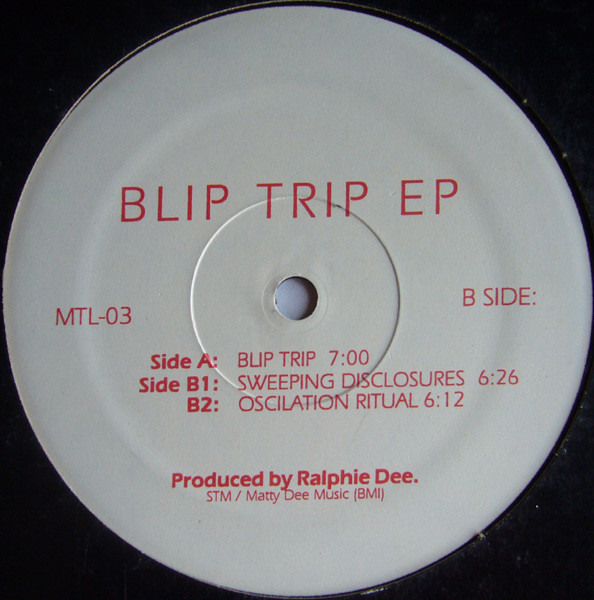 BLIP TRIP EP
MTL-03
B SIDE:
Side A: BLIP TRIP 7:00
Side B1: SWEEPING DISCLOSURES 6:26
B2: OSCILATION RITUAL 6:12
Produced by Ralphie Dee.
STM / Matty Dee Music (BMI)